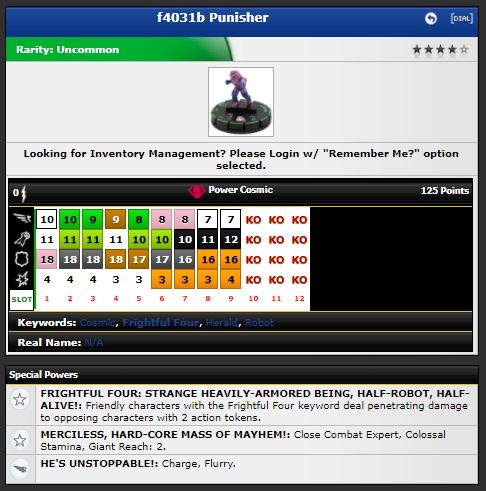 f4031b Punisher
[DIAL]
Rarity: Uncommon
Looking for Inventory Management? Please Login w/ "Remember Me?" option
selected.
0 Power Cosmic 125 Points
10 10 9 9 8 8 8 7 7 KO KO KO
11 11 11 11 10 10 10 11 12 KO KO KO
18 18 18 18 17 17 16 16 16 KO KO KO
4 4 4 3 3 3 3 3 4 KO KO KO
SLOT 1 2 3 4 5 6 7 8 9 10 11 12
Keywords: Cosmic, Frightful Four, Herald, Robot
Real Name: N/A
Special Powers
FRIGHTFUL FOUR: STRANGE HEAVILY-ARMORED BEING, HALF-ROBOT, HALF-
ALIVE!: Friendly characters with the Frightful Four keyword deal penetrating damage
to opposing characters with 2 action tokens.
MERCILESS, HARD-CORE MASS OF MAYHEM!: Close Combat Expert, Colossal
Stamina, Giant Reach: 2.
HE'S UNSTOPPABLE!: Charge, Flurry.